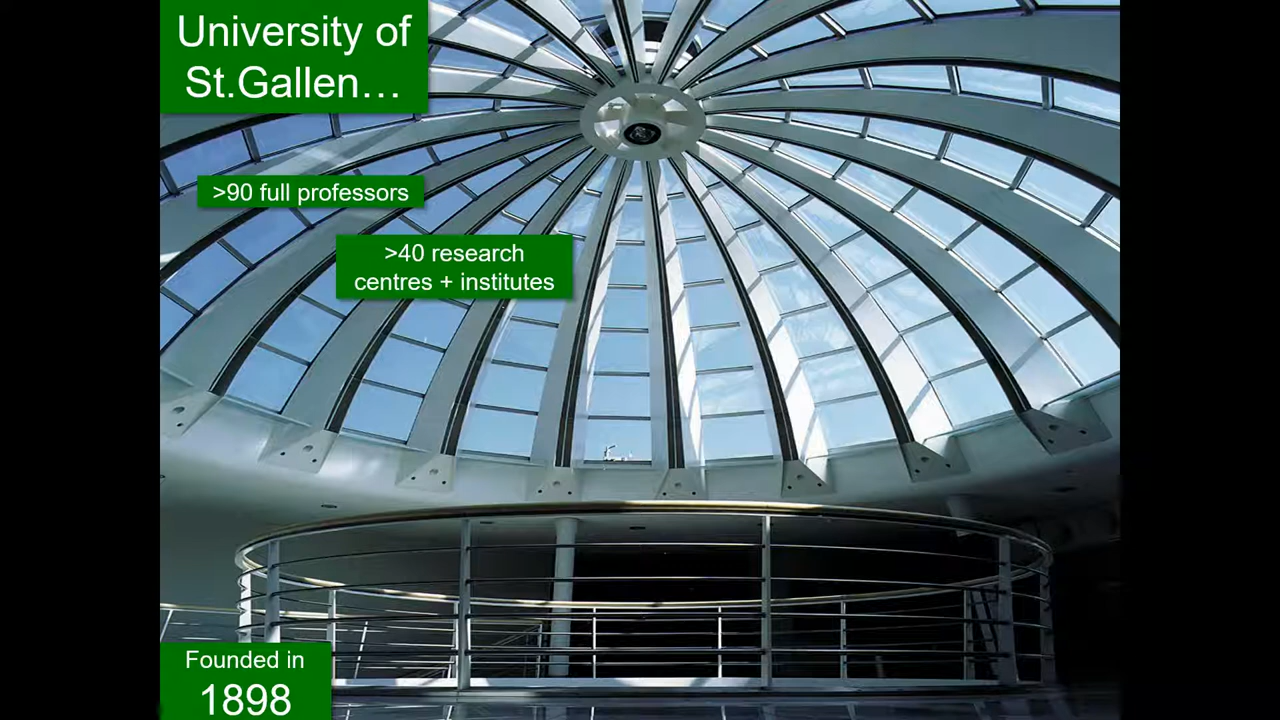 University of
St.Gallen…
>90 full professors
>40 research
centres + institutes
Founded in
1898